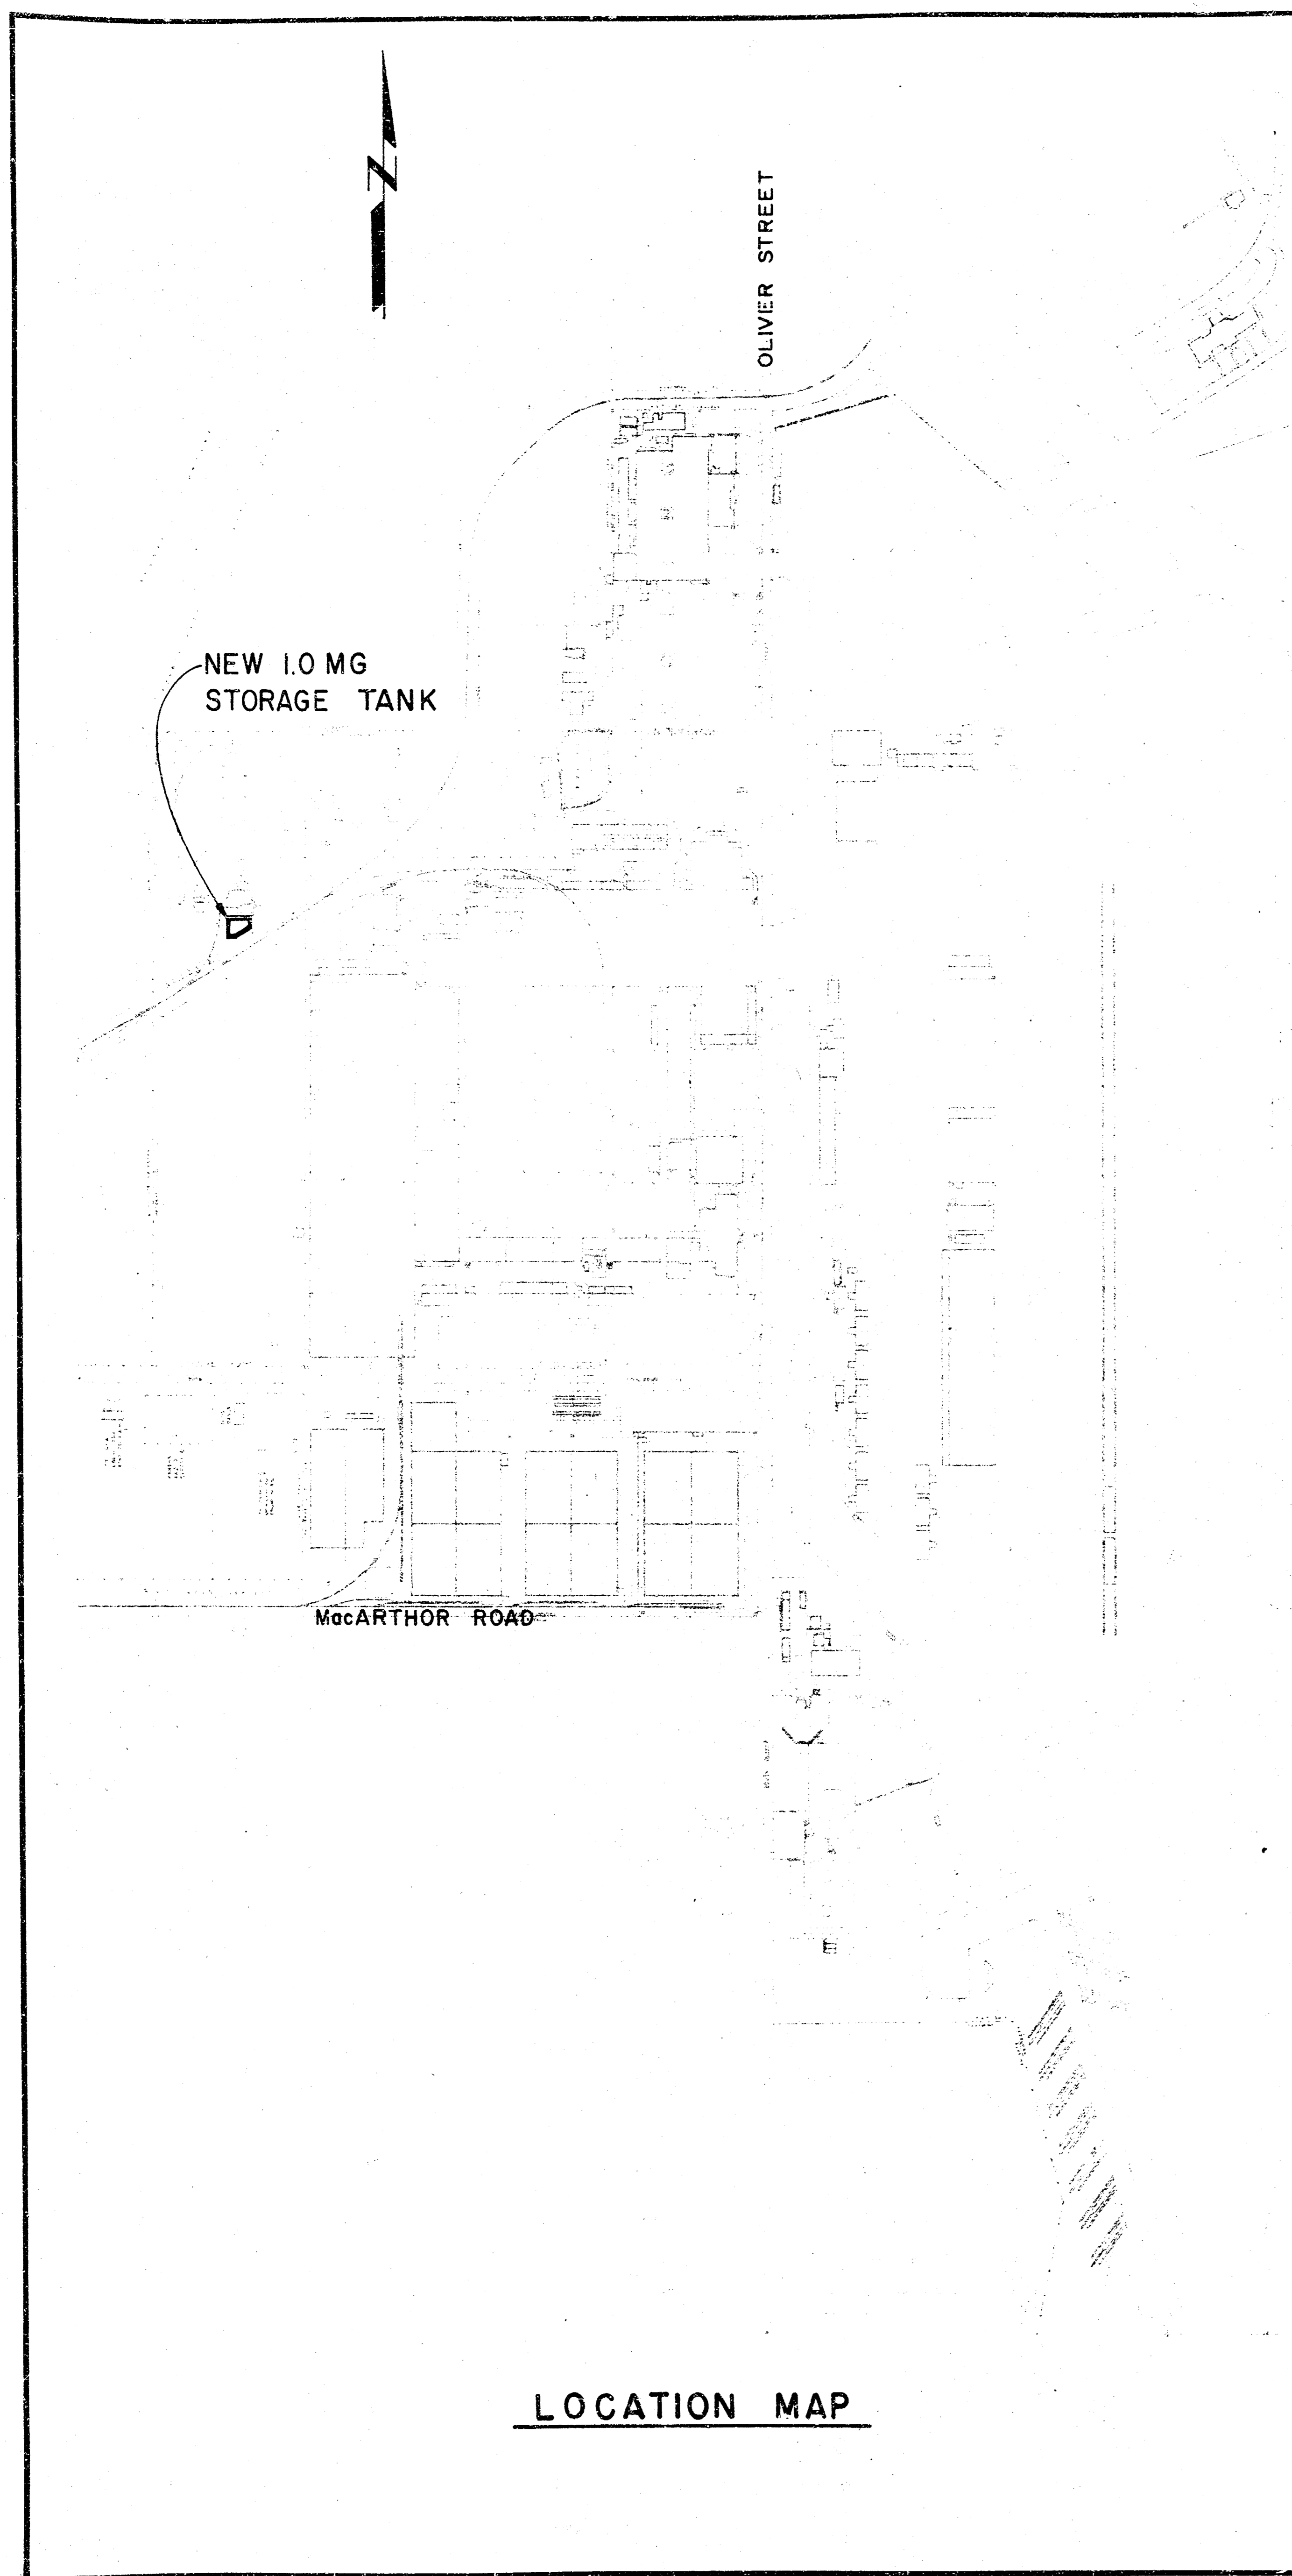 N
OLIVER STREET
NEW 1.0 MG
STORAGE TANK
MacARTHOR ROAD
LOCATION MAP